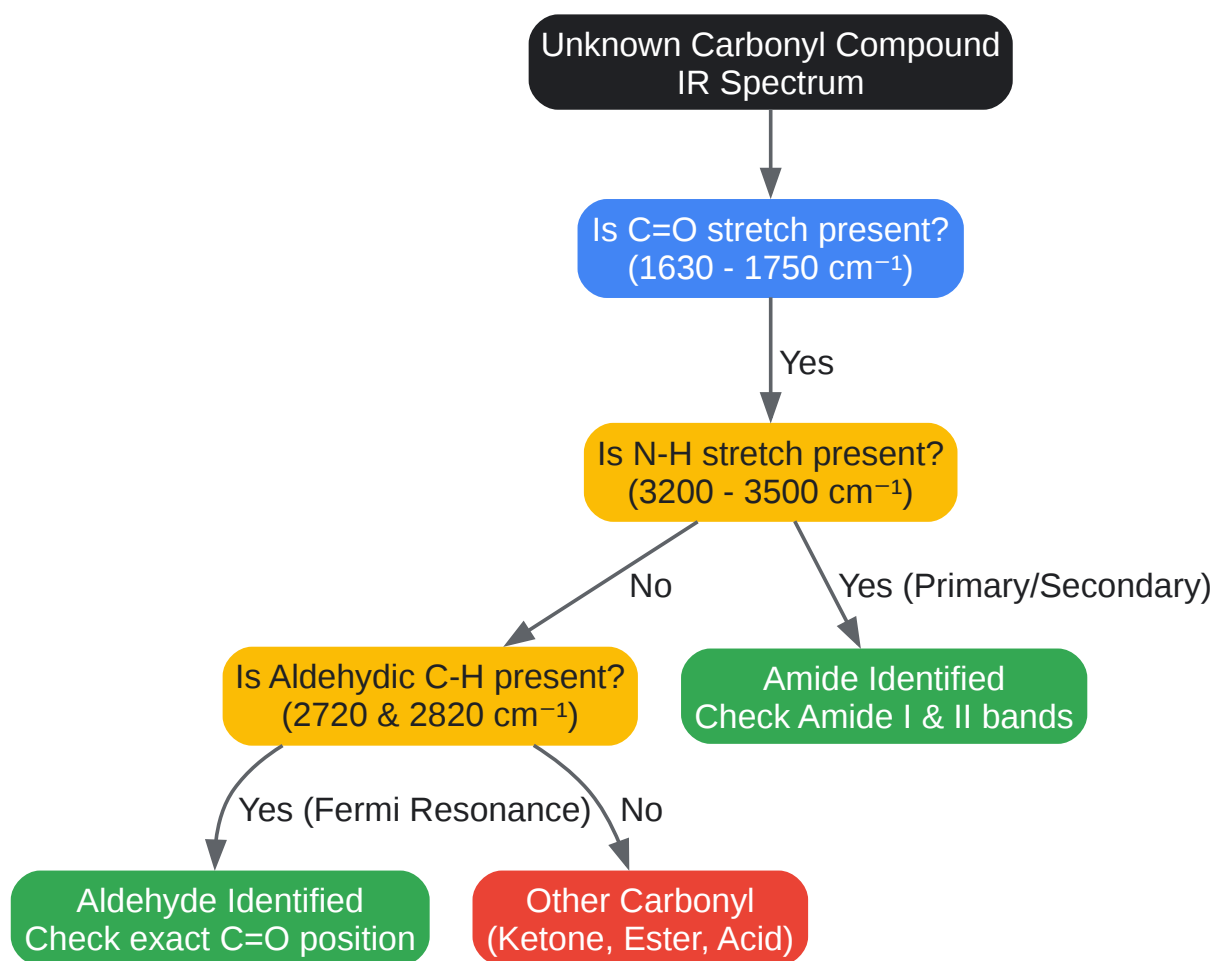 Unknown Carbonyl Compound
IR Spectrum
Is C=O stretch present?
(1630 - 1750 cm⁻¹)
Yes
Is N-H stretch present?
(3200 - 3500 cm⁻¹)
No
Yes (Primary/Secondary)
Is Aldehydic C-H present?
(2720 & 2820 cm⁻¹)
Amide Identified
Check Amide I & II bands
Yes (Fermi Resonance)
No
Aldehyde Identified
Check exact C=O position
Other Carbonyl
(Ketone, Ester, Acid)